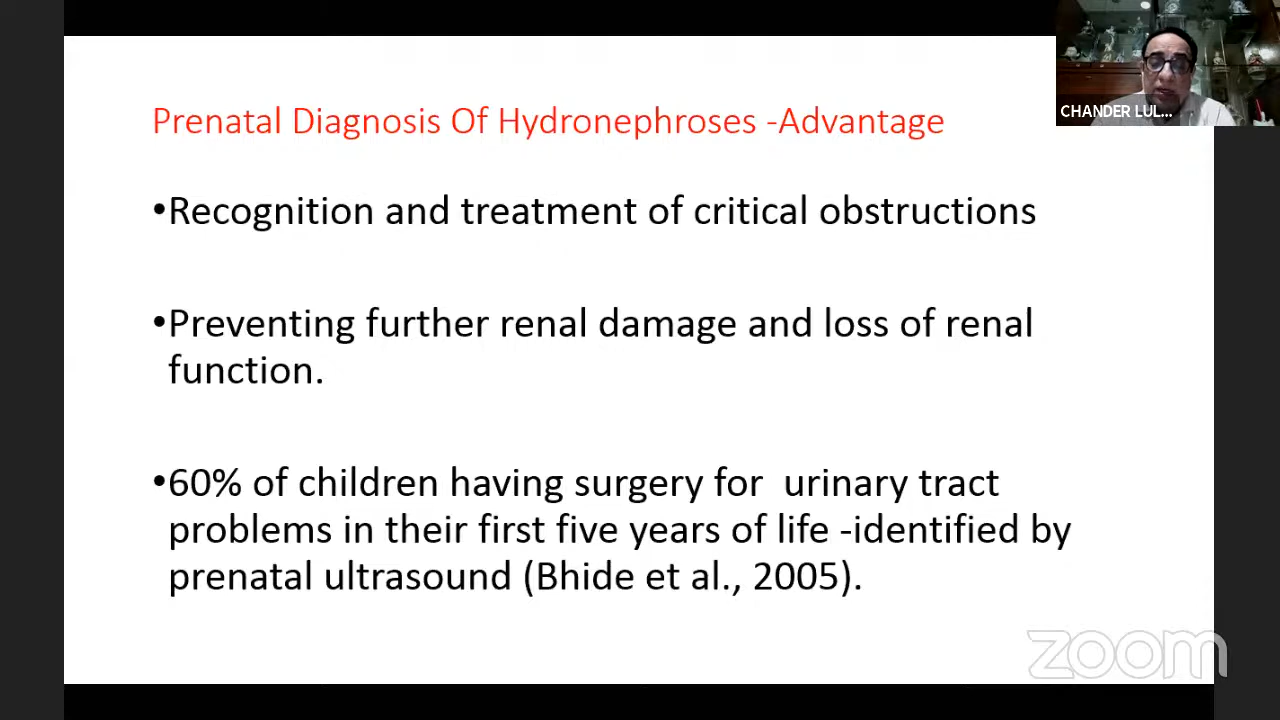 Prenatal Diagnosis Of Hydronephroses -Advantage
CHANDER LUL...
•Recognition and treatment of critical obstructions
•Preventing further renal damage and loss of renal
function.
•60% of children having surgery for urinary tract
problems in their first five years of life -identified by
prenatal ultrasound (Bhide et al., 2005).
zoom